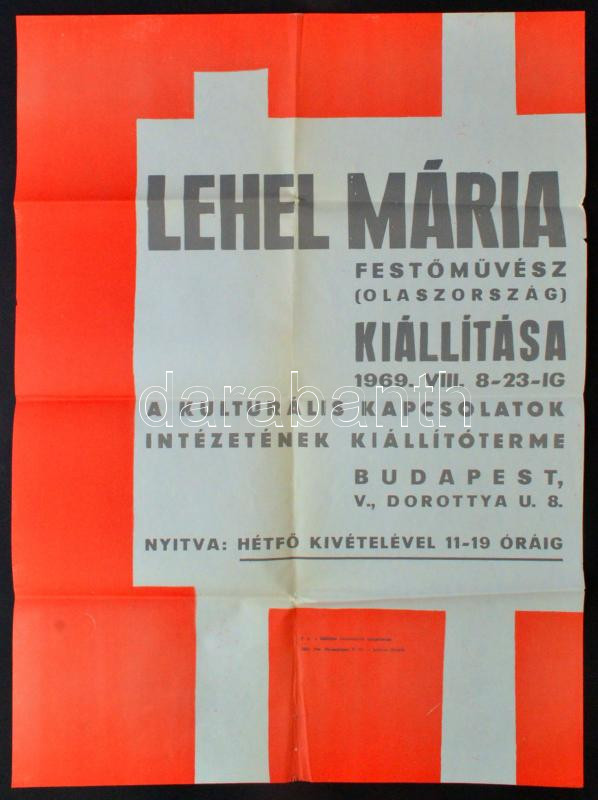 LEHEL MÁRIA
FESTŐMŰVÉSZ
(OLASZORSZÁG)
KIÁLLÍTÁSA
1969. VIII. 8-23-IG
A KULTURÁLIS KAPCSOLATOK
INTÉZETÉNEK KIÁLLÍTÓTERME
BUDAPEST,
V., DOROTTYA U. 8.
NYITVA: HÉTFŐ KIVÉTELÉVEL 11-19 ÓRÁIG
darabanth